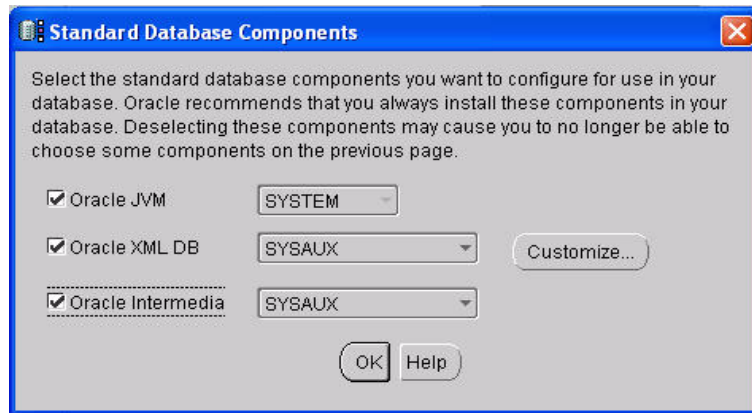 Standard Database Components
Select the standard database components you want to configure for use in your
database. Oracle recommends that you always install these components in your
database. Deselecting these components may cause you to no longer be able to
choose some components on the previous page.
Oracle JVM SYSTEM
Oracle XML DB SYSAUX Customize...
Oracle Intermedia SYSAUX
OK Help